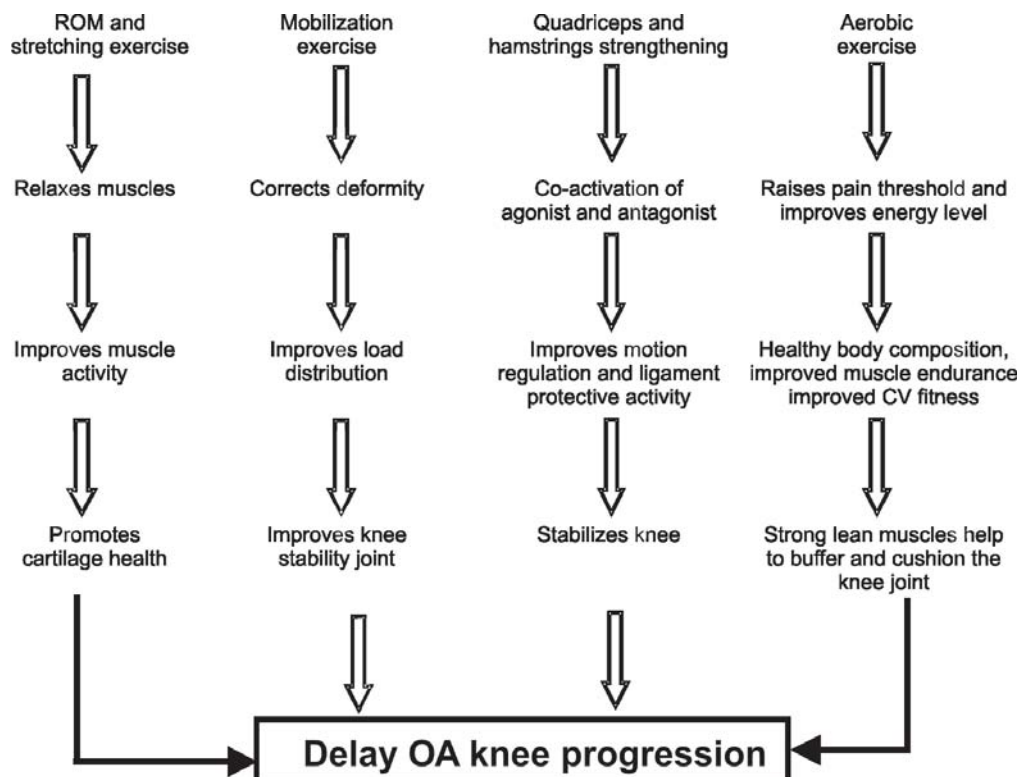 ROM and
stretching exercise
Mobilization
exercise
Quadriceps and
hamstrings strengthening
Aerobic
exercise
Relaxes muscles
Corrects deformity
Co-activation of
agonist and antagonist
Raises pain threshold and
improves energy level
Improves muscle
activity
Improves load
distribution
Improves motion
regulation and ligament
protective activity
Healthy body composition,
improved muscle endurance
improved CV fitness
Promotes
cartilage health
Improves knee
stability joint
Stabilizes knee
Strong lean muscles help
to buffer and cushion the
knee joint
Delay OA knee progression